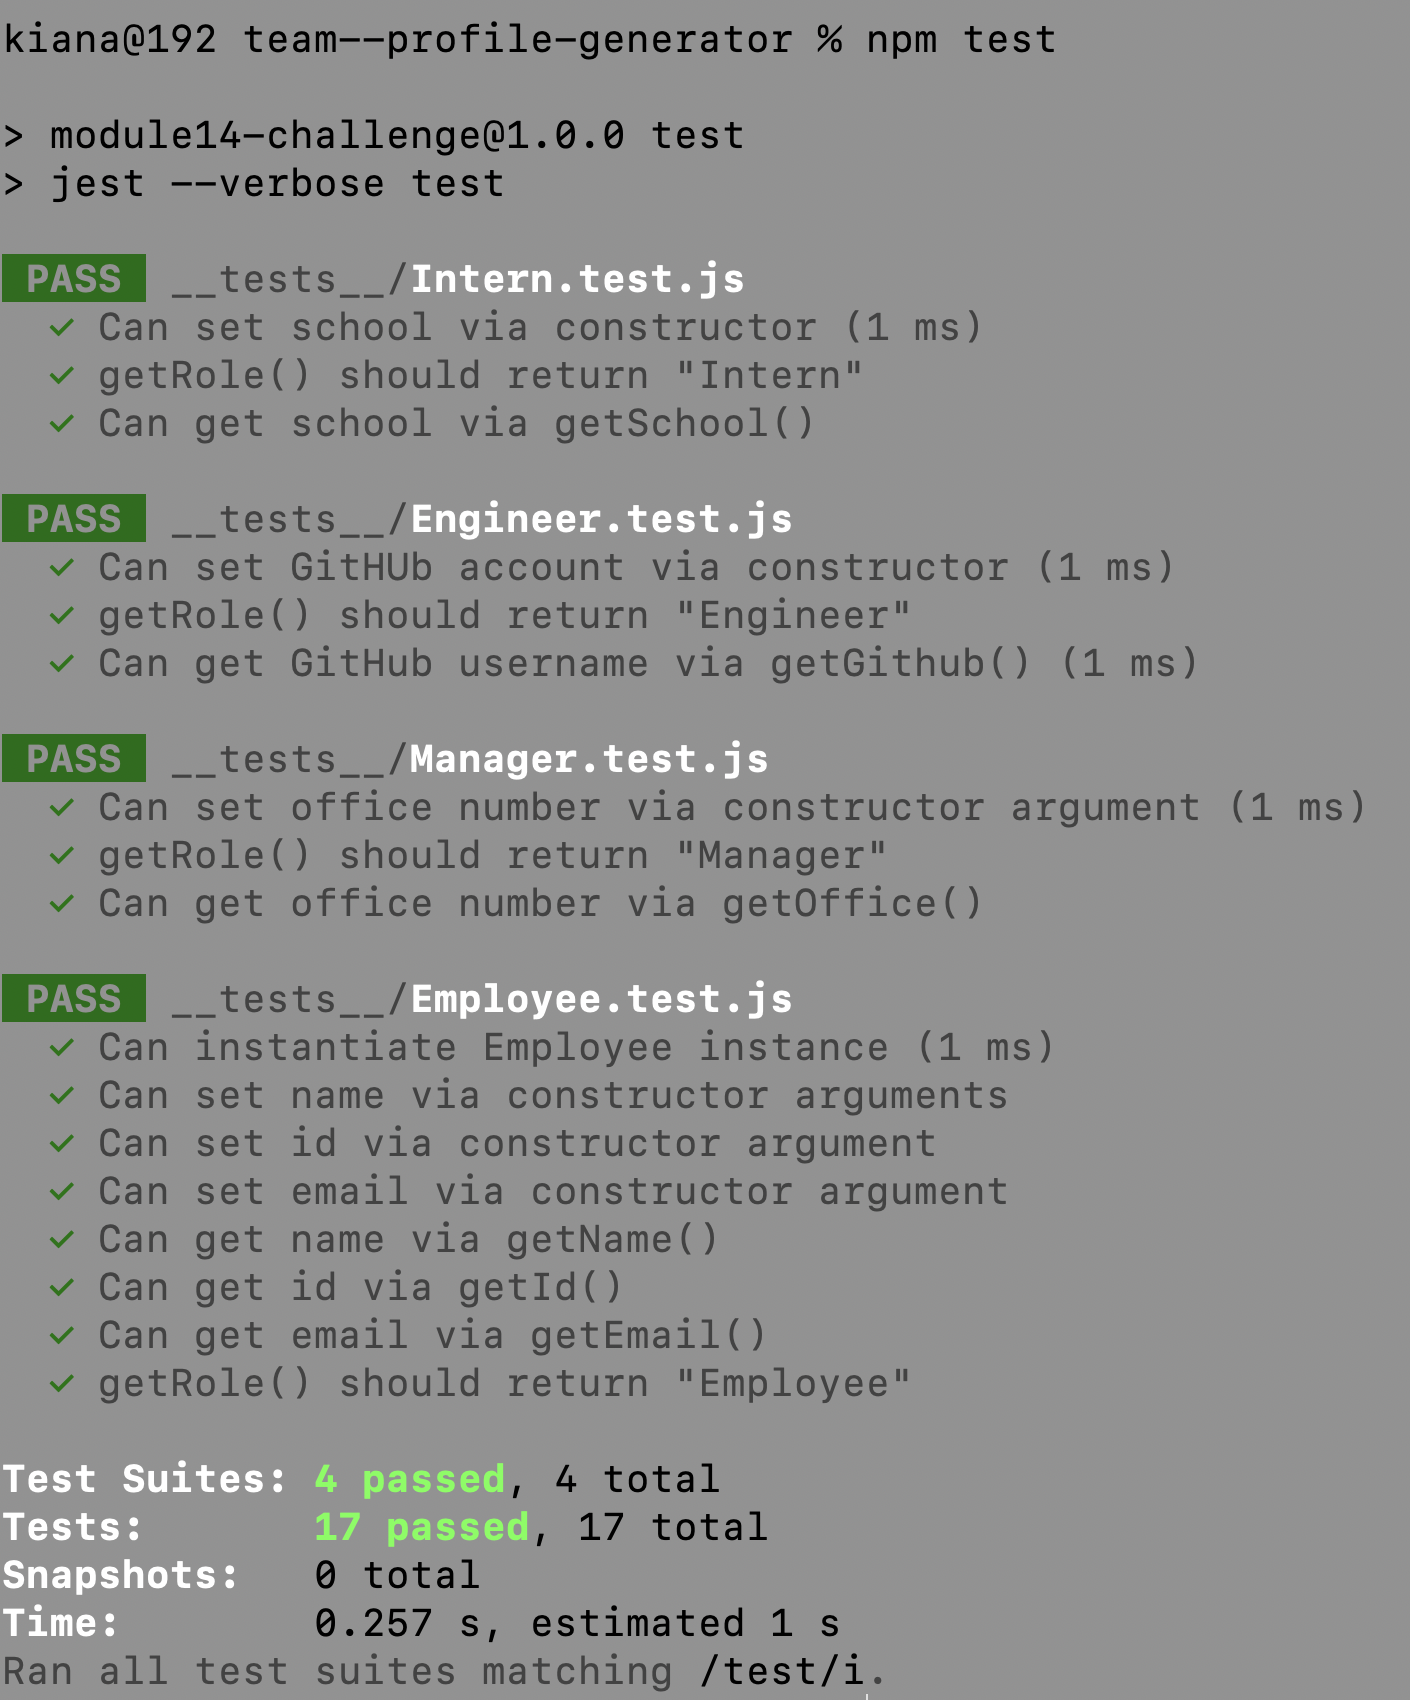 kiana@192 team--profile-generator % npm test
> module14-challenge@1.0.0 test
> jest --verbose test
PASS __tests__/Intern.test.js
✓ Can set school via constructor (1 ms)
✓ getRole() should return "Intern"
✓ Can get school via getSchool()
PASS __tests__/Engineer.test.js
✓ Can set GitHUb account via constructor (1 ms)
✓ getRole() should return "Engineer"
✓ Can get GitHub username via getGithub() (1 ms)
PASS __tests__/Manager.test.js
✓ Can set office number via constructor argument (1 ms)
✓ getRole() should return "Manager"
✓ Can get office number via getOffice()
PASS __tests__/Employee.test.js
✓ Can instantiate Employee instance (1 ms)
✓ Can set name via constructor arguments
✓ Can set id via constructor argument
✓ Can set email via constructor argument
✓ Can get name via getName()
✓ Can get id via getId()
✓ Can get email via getEmail()
✓ getRole() should return "Employee"
Test Suites: 4 passed, 4 total
Tests: 17 passed, 17 total
Snapshots: 0 total
Time: 0.257 s, estimated 1 s
Ran all test suites matching /test/i.